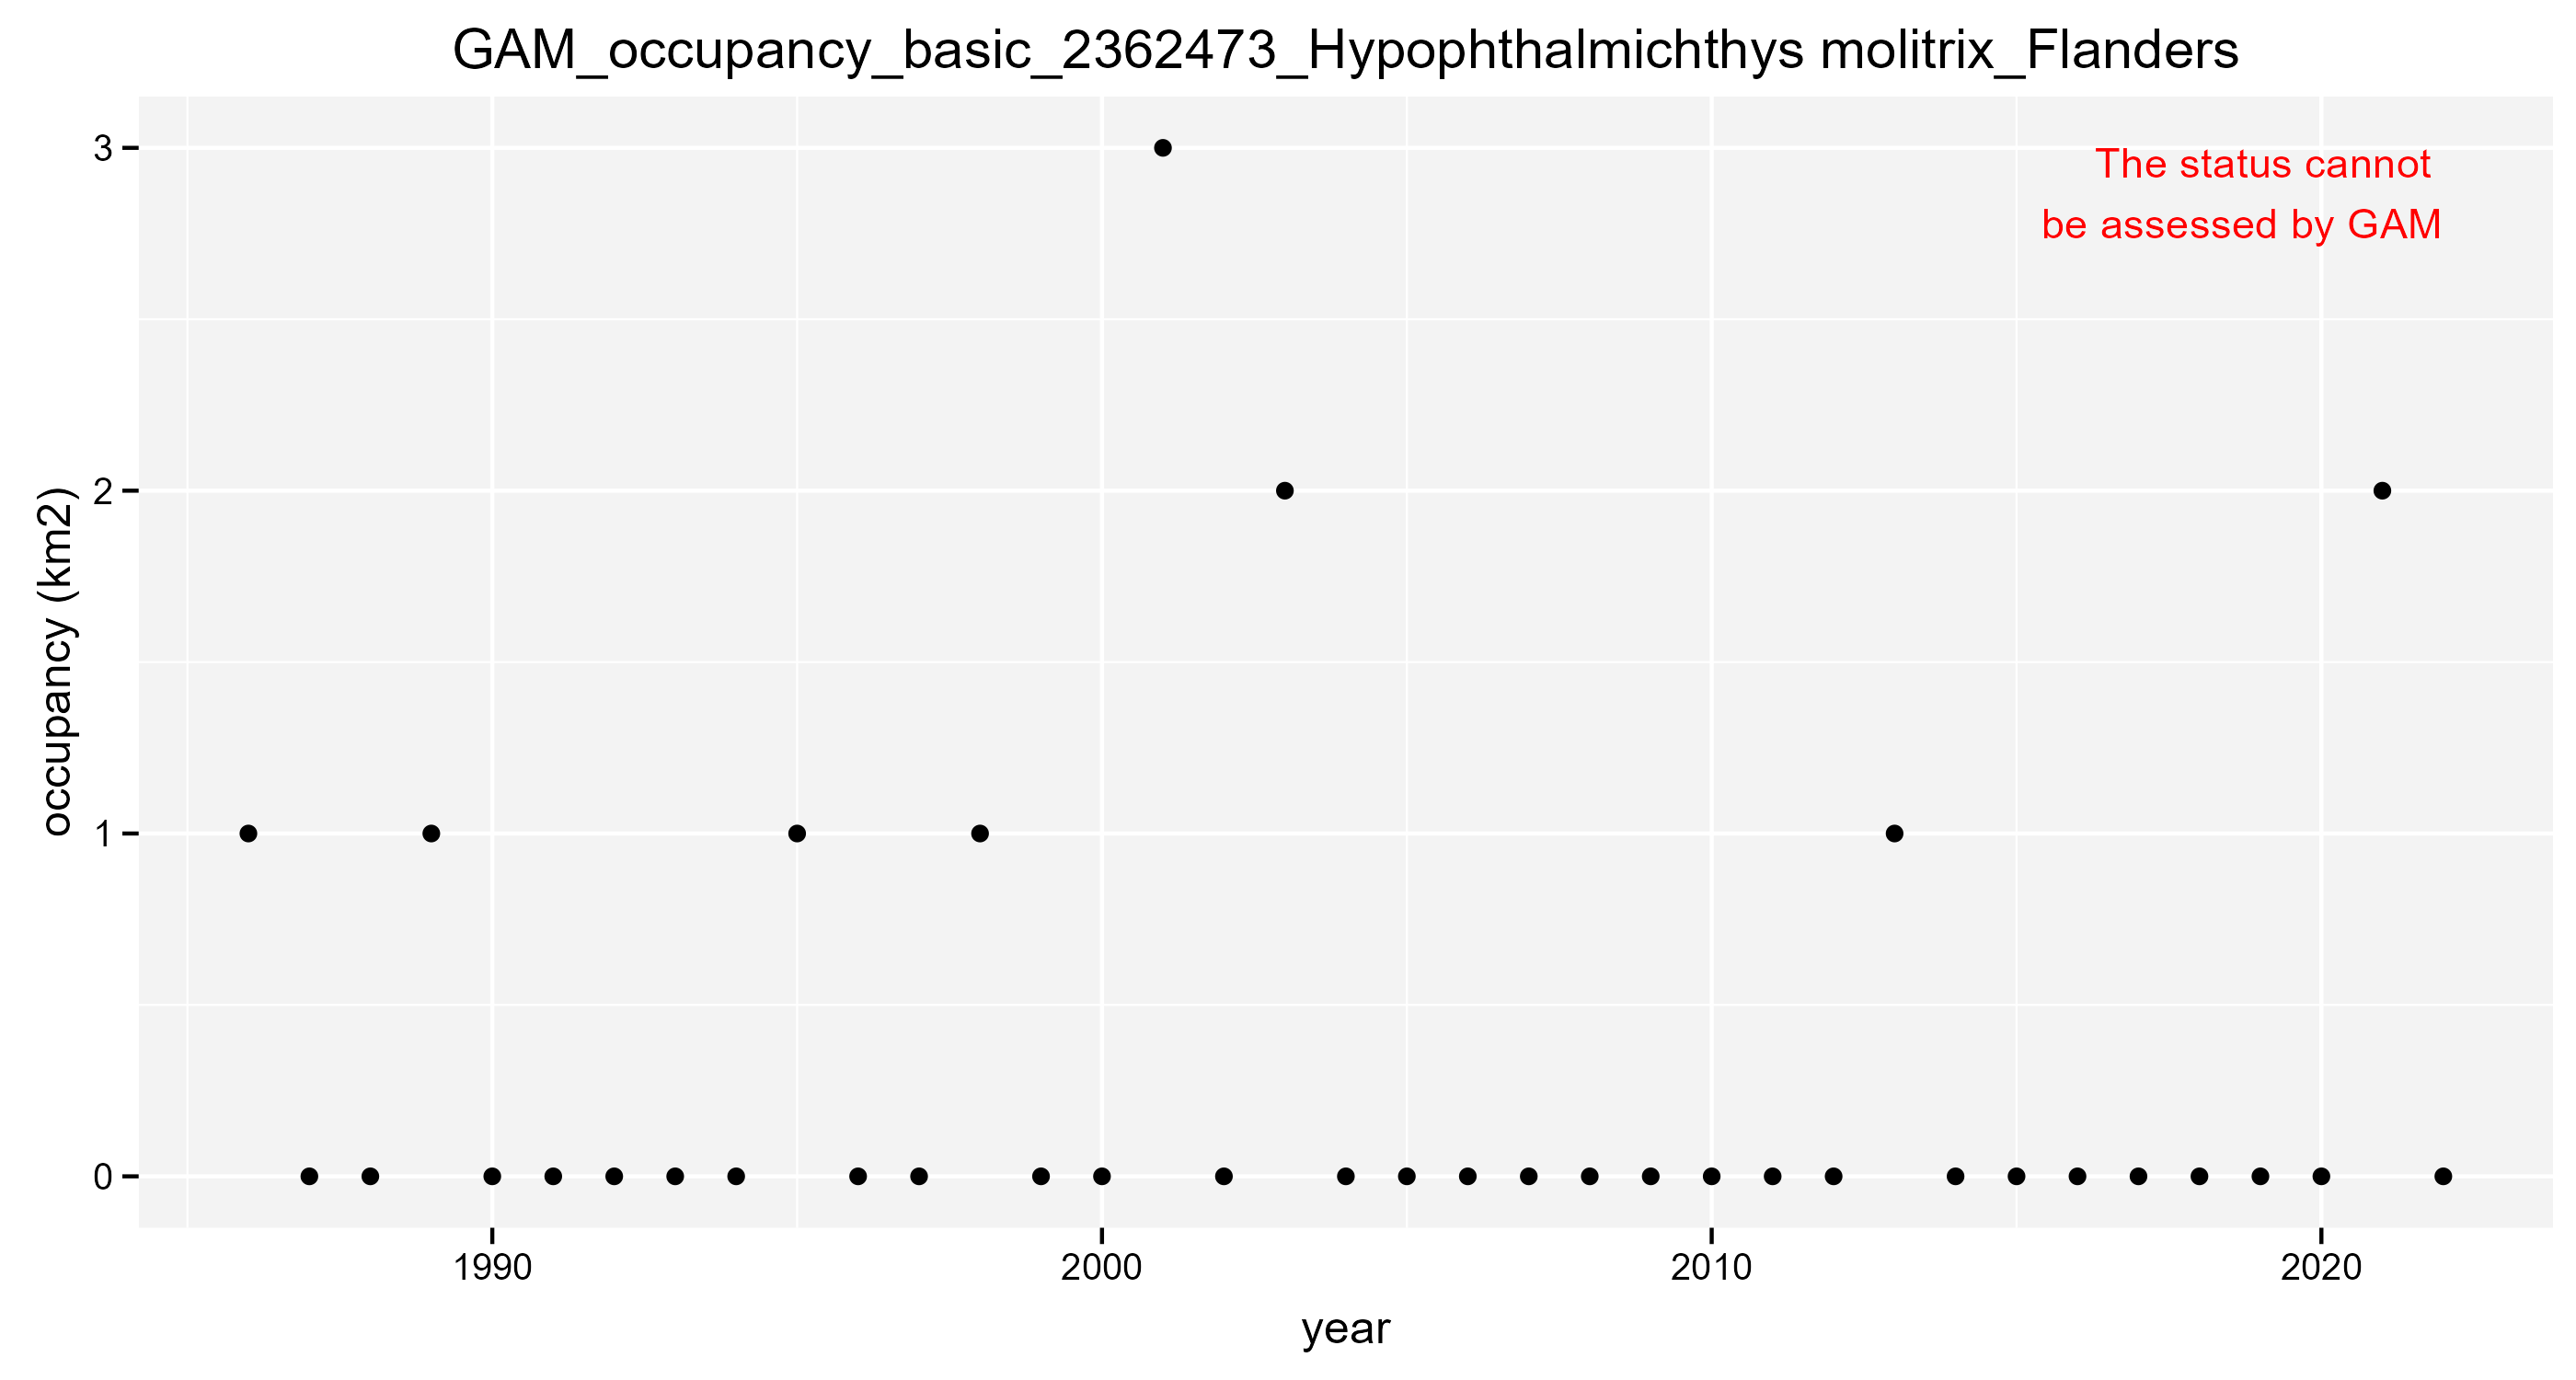 GAM_occupancy_basic_2362473_Hypophthalmichthys molitrix_Flanders
The status cannot
be assessed by GAM
occupancy (km2)
3
2
1
0
1990 2000 2010 2020
year